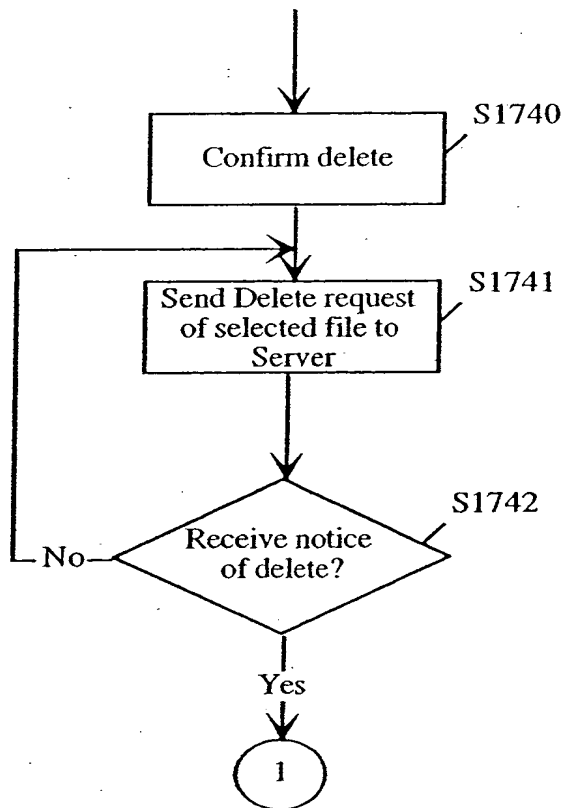 S1740
Confirm delete
S1741
Send Delete request
of selected file to
Server
S1742
Receive notice
of delete?
No
Yes
1